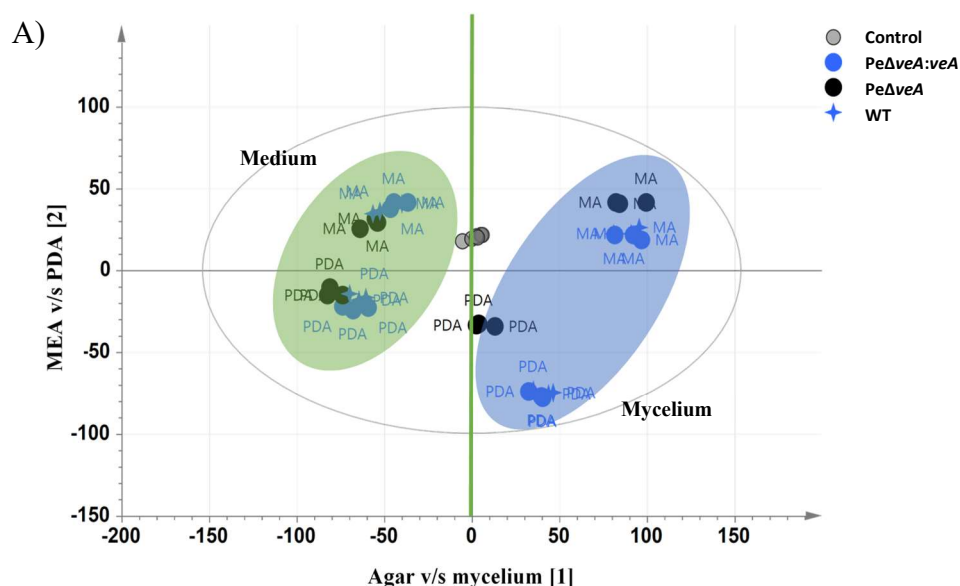 A)
Control
PeΔveA:veA
PeΔveA
WT
100
50
0
-50
-100
-150
MEA v/s PDA [2]
Medium
Mycelium
MA
MA
MA
MA
MA
MA
MA
MA
MA
PDA
PDA
PDA
PDA
PDA
PDA
PDA
PDA
PDA
MA
MA
MA
MA
MA
MA
MA
MA
PDA
PDA
PDA
PDA
PDA
PDA
PDA
PDA
-200
-150
-100
-50
0
50
100
150
Agar v/s mycelium [1]